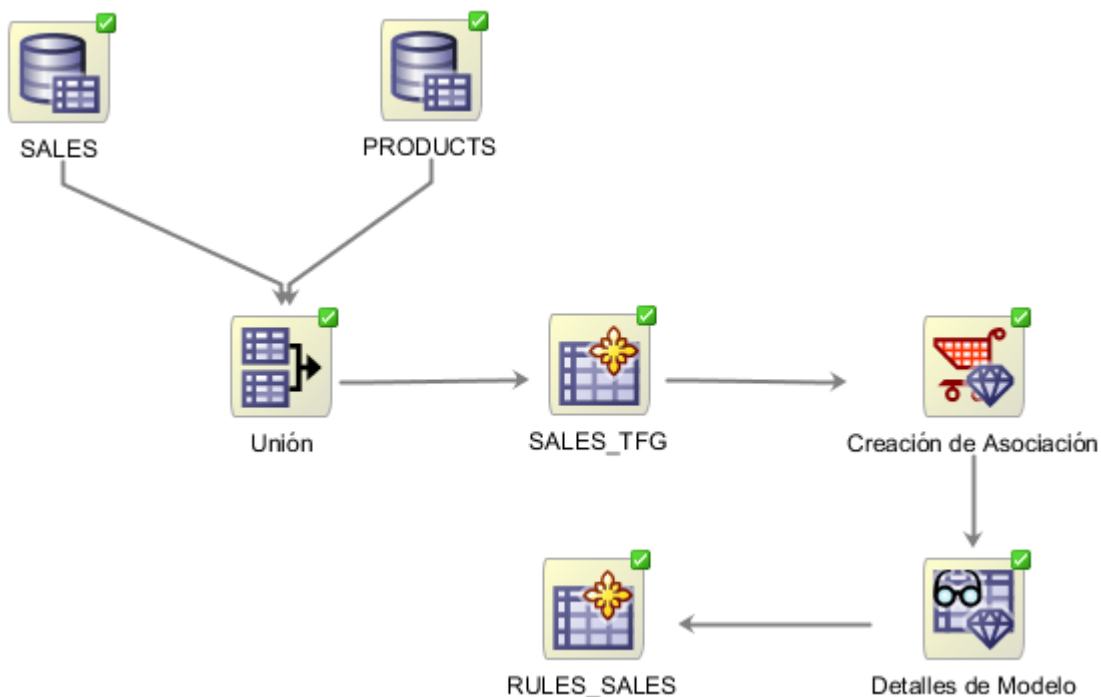 SALES
PRODUCTS
Unión
SALES_TFG
Creación de Asociación
RULES_SALES
Detalles de Modelo